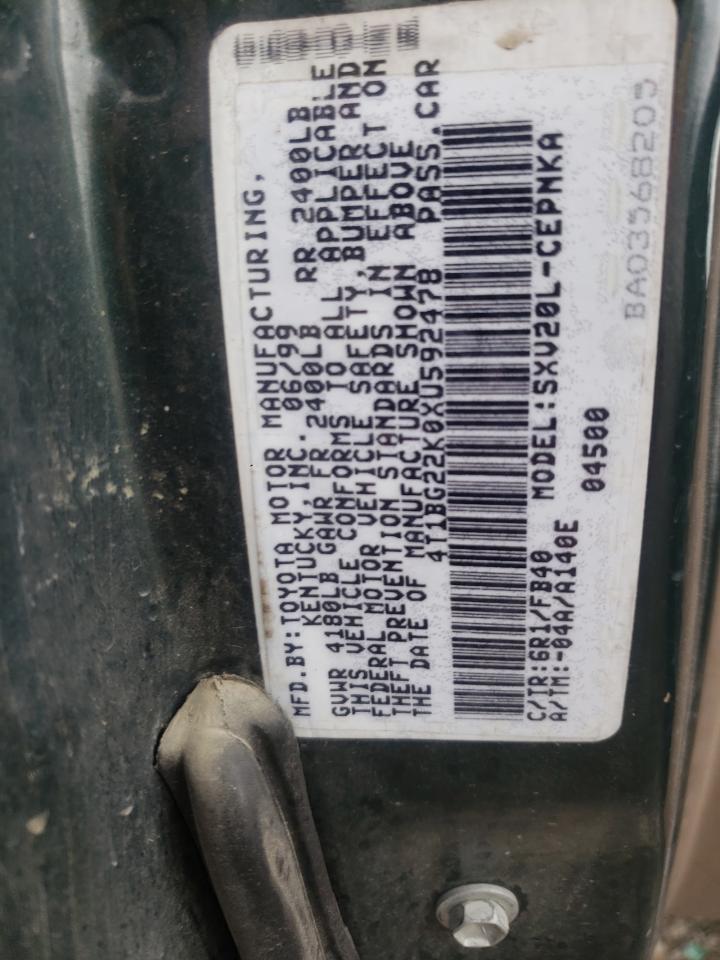 MFD.BY:TOYOTA MOTOR MANUFACTURING,
KENTUCKY,INC. 06/99
GVWR 4180LB GAWR FR 2400LB RR 2400LB
THIS VEHICLE CONFORMS TO ALL APPLICABLE
FEDERAL MOTOR VEHICLE SAFETY,BUMPER AND
THEFT PREVENTION STANDARDS IN EFFECT ON
THE DATE OF MANUFACTURE SHOWN ABOVE
4T1BG22K0XU592478 PASS.CAR
C/TR:6R1/FB40 MODEL:SXV20L-CEPNKA
A/TM:-04A/A140E 04500
BA03568205